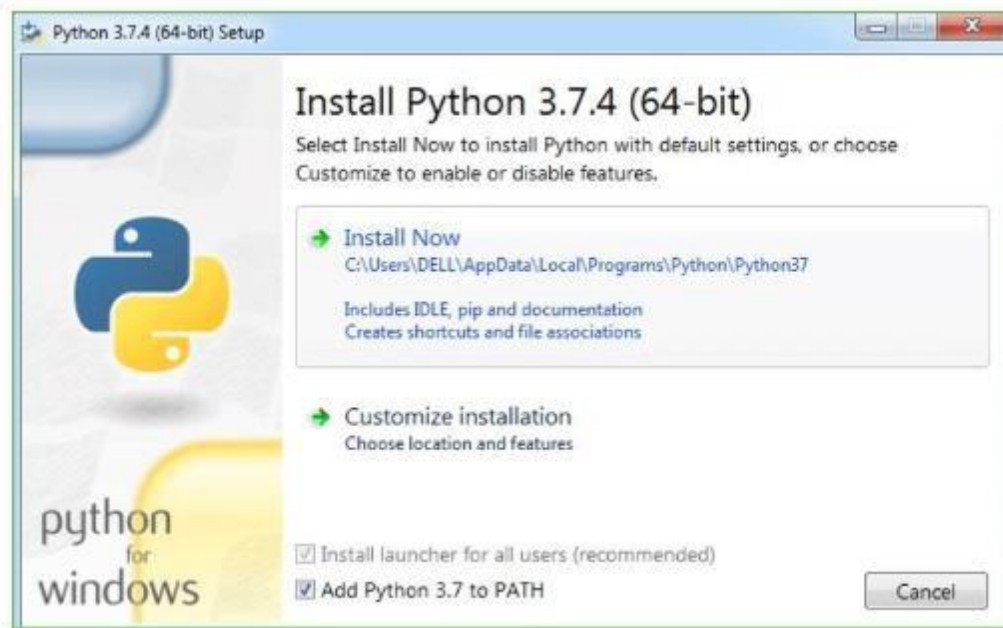 Python 3.7.4 (64-bit) Setup
Install Python 3.7.4 (64-bit)
Select Install Now to install Python with default settings, or choose
Customize to enable or disable features.
Install Now
C:\Users\DELL\AppData\Local\Programs\Python\Python37
Includes IDLE, pip and documentation
Creates shortcuts and file associations
Customize installation
Choose location and features
python
for
windows
Install launcher for all users (recommended)
Add Python 3.7 to PATH
Cancel